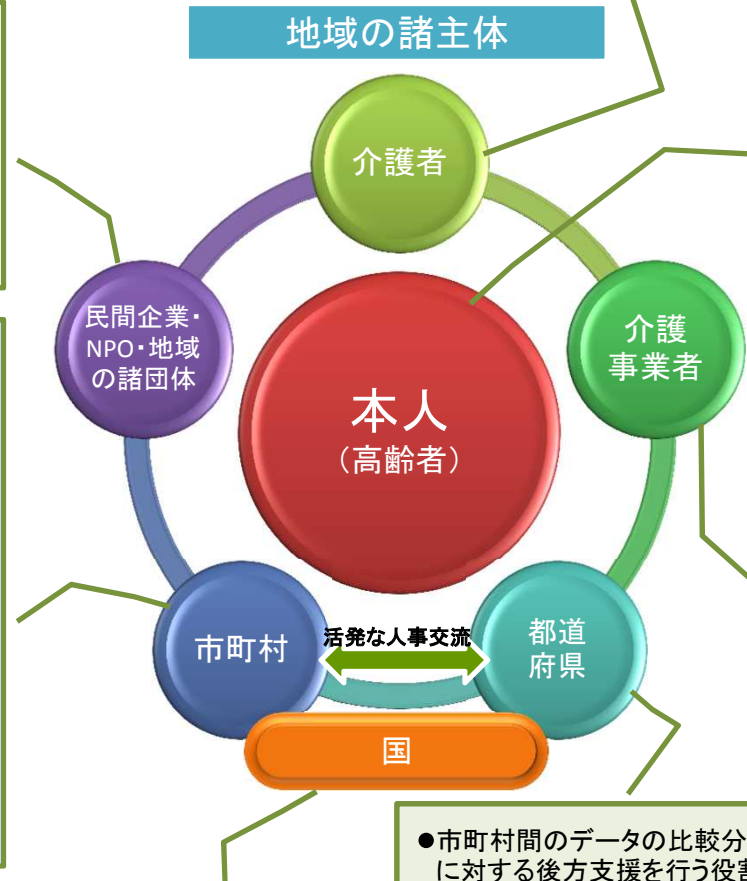 地域の諸主体
介護者
民間企業・
NPO・地域
の諸団体
介護
事業者
本人
（高齢者）
市町村
活発な人事交流
都道
府県
国
●市町村間のデータの比較分
に対する後方支援を行う役割